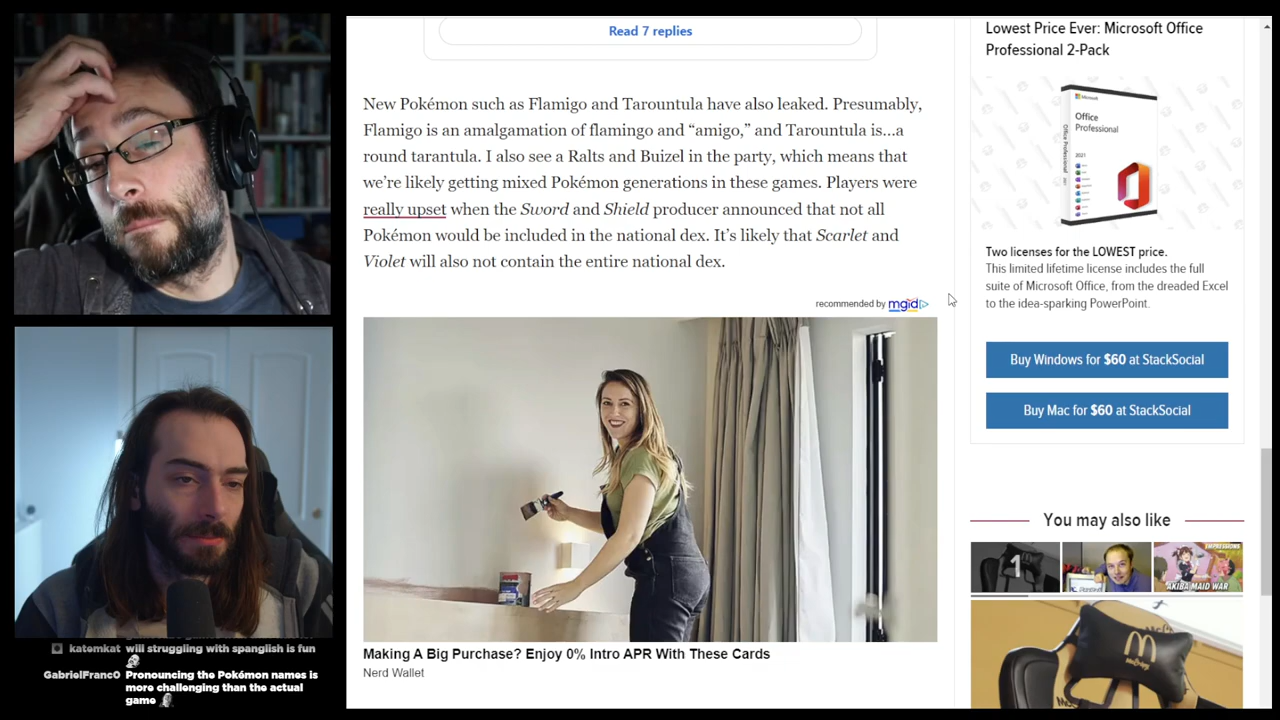 Read 7 replies
New Pokémon such as Flamigo and Tarountula have also leaked. Presumably,
Flamigo is an amalgamation of flamingo and “amigo,” and Tarountula is...a
round tarantula. I also see a Ralts and Buizel in the party, which means that
we’re likely getting mixed Pokémon generations in these games. Players were
really upset when the Sword and Shield producer announced that not all
Pokémon would be included in the national dex. It’s likely that Scarlet and
Violet will also not contain the entire national dex.
recommended by mgid
Making A Big Purchase? Enjoy 0% Intro APR With These Cards
Nerd Wallet
Lowest Price Ever: Microsoft Office
Professional 2-Pack
Office
Professional
2021
Two licenses for the LOWEST price.
This limited lifetime license includes the full
suite of Microsoft Office, from the dreaded Excel
to the idea-sparking PowerPoint.
Buy Windows for $60 at StackSocial
Buy Mac for $60 at StackSocial
You may also like
1
AKIBA MAID WAR
katemkat will struggling with spanglish is fun
GabrielFrancO Pronouncing the Pokémon names is
more challenging than the actual
game